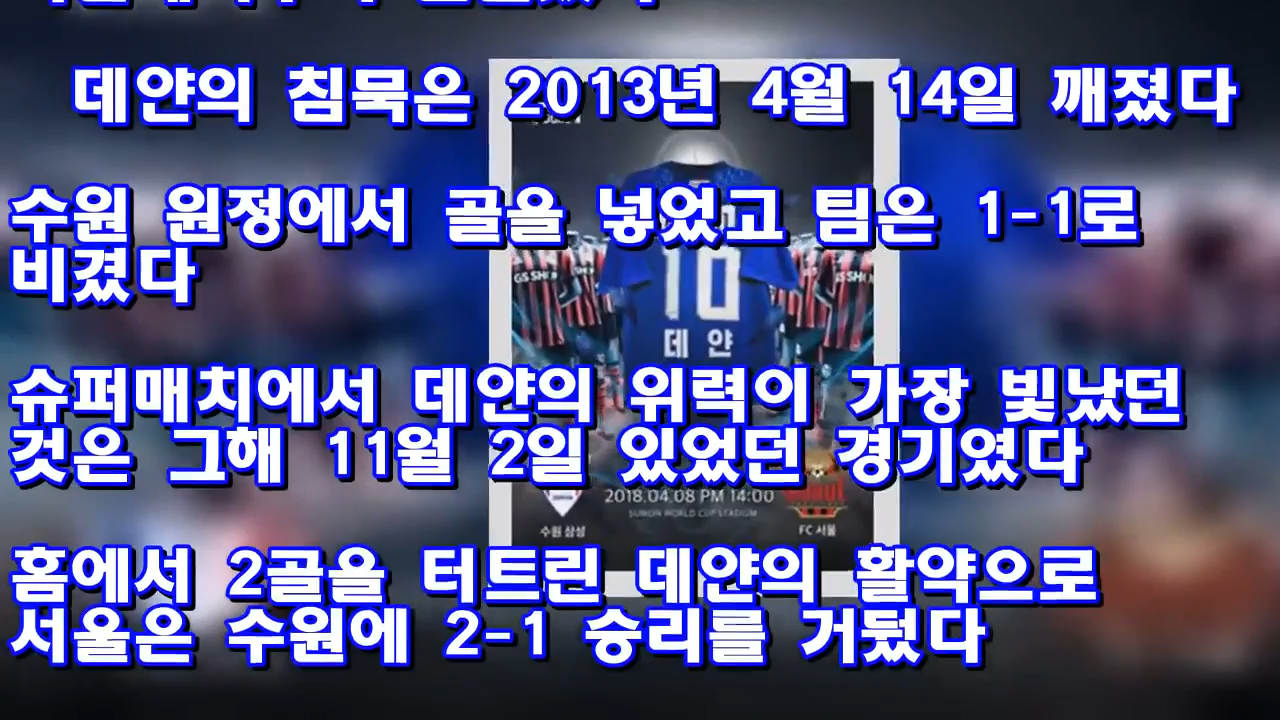 데얀의 침묵은 2013년 4월 14일 깨졌다
수원 원정에서 골을 넣었고 팀은 1-1로
비겼다
GS SHOP
GS SHOP
10
데 얀
슈퍼매치에서 데얀의 위력이 가장 빛났던
것은 그해 11월 2일 있었던 경기였다
2018.04.08 PM 14:00
SUWON WORLD CUP STADIUM
수원 삼성
FC 서울
홈에서 2골을 터트린 데얀의 활약으로
서울은 수원에 2-1 승리를 거뒀다